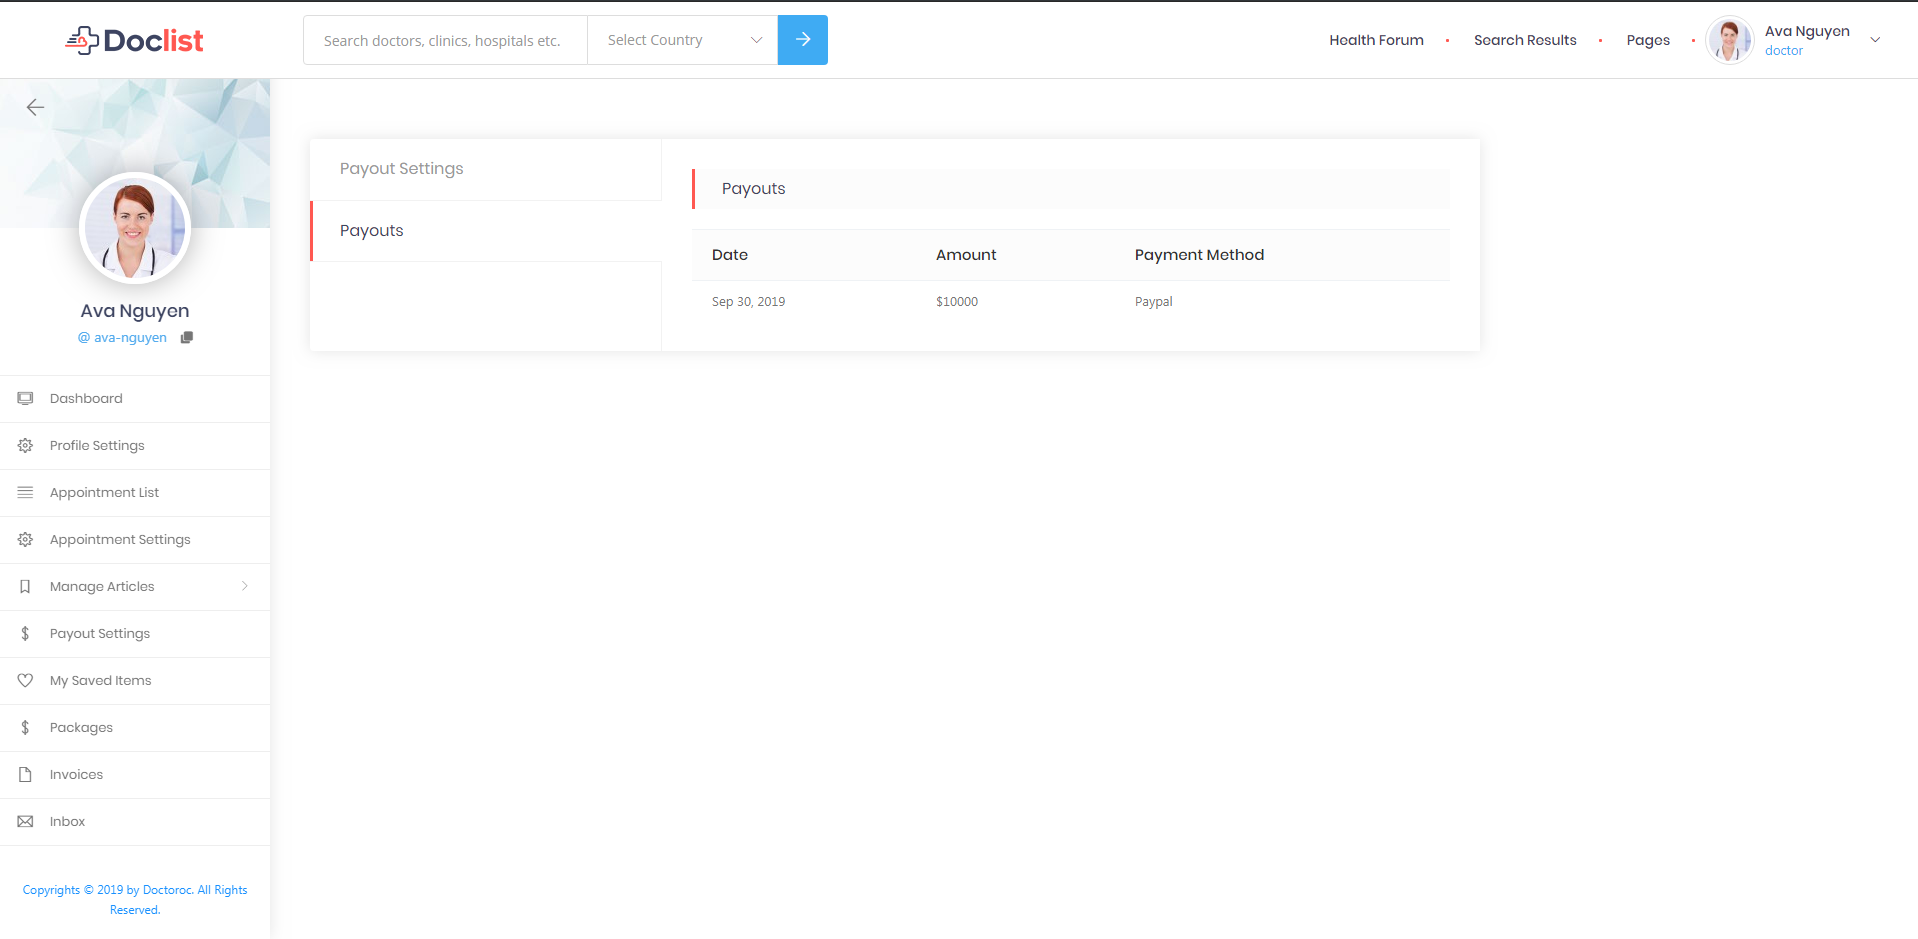 Doclist
Search doctors, clinics, hospitals etc.
Select Country
Health Forum
Search Results
Pages
Ava Nguyen
doctor
Ava Nguyen
@ ava-nguyen
Dashboard
Profile Settings
Appointment List
Appointment Settings
Manage Articles
Payout Settings
My Saved Items
Packages
Invoices
Inbox
Copyrights © 2019 by Doctoroc. All Rights
Reserved.
Payout Settings
Payouts
Payouts
Date Amount Payment Method
Sep 30, 2019 $10000 Paypal